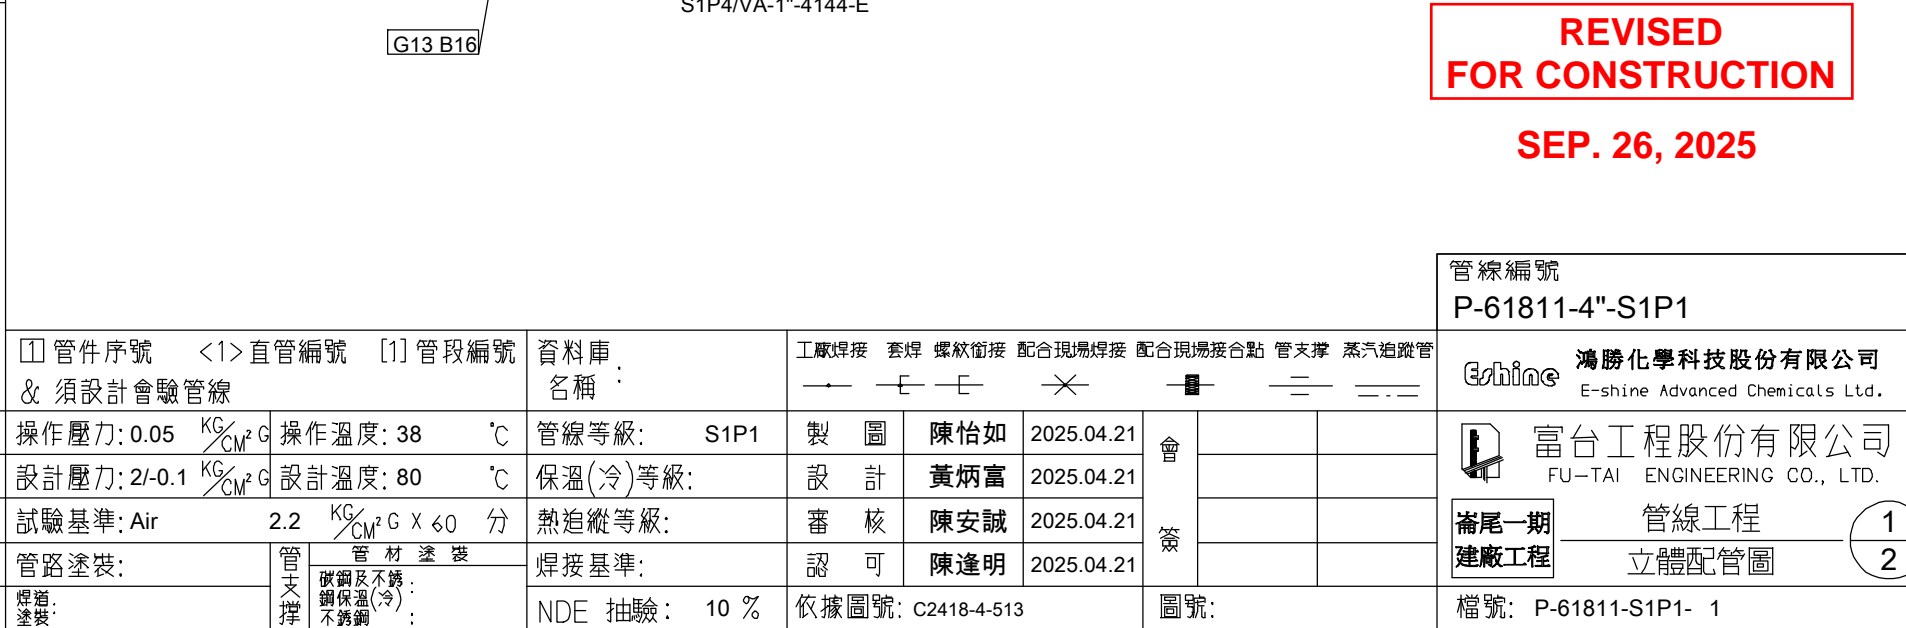 S1P4/VA-1"-4144-E
G13 B16
REVISED
FOR CONSTRUCTION
SEP. 26, 2025
管線編號
P-61811-4"-S1P1
1 管件序號 <1>直管編號 [1]管段編號
& 須設計會驗管線
資料庫
名稱 :
工廠焊接 套焊 螺紋銜接 配合現場焊接 配合現場接合點 管支撐 蒸汽追蹤管
Eshine 鴻勝化學科技股份有限公司
E-shine Advanced Chemicals Ltd.
操作壓力: 0.05 KG/CM² G 操作溫度: 38 °C 管線等級: S1P1
製圖 陳怡如 2025.04.21
會簽
設計壓力: 2/-0.1 KG/CM² G 設計溫度: 80 °C 保溫(冷)等級:
設計 黃炳富 2025.04.21
富台工程股份有限公司
FU-TAI ENGINEERING CO., LTD.
試驗基準: Air 2.2 KG/CM² G X 60 分 熱追縱等級:
審核 陳安誠 2025.04.21
崙尾一期
建廠工程
管線工程
立體配管圖
1
2
管路塗裝:
管支撐
管材塗裝
碳鋼及不銹
鋼保溫(冷) :
不銹鋼 :
焊接基準:
認可 陳逢明 2025.04.21
焊道:
塗裝:
NDE 抽驗: 10 %
依據圖號: C2418-4-513
圖號:
檔號: P-61811-S1P1- 1